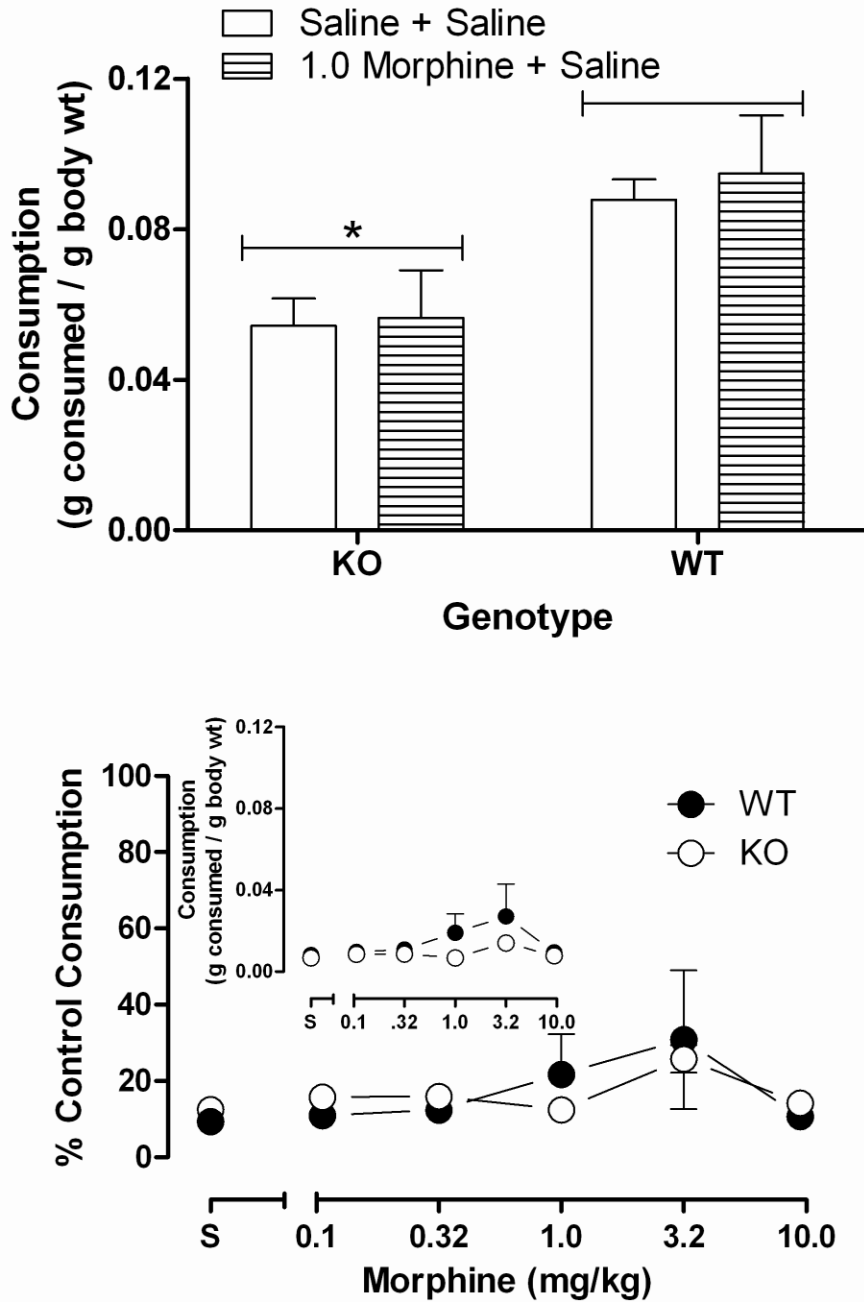 Saline + Saline
1.0 Morphine + Saline
Consumption
(g consumed / g body wt)
0.12
0.08
0.04
0.00
*
KO
WT
Genotype
% Control Consumption
100
80
60
40
20
0
Consumption
(g consumed / g body wt)
0.12
0.08
0.04
0.00
S
0.1
.32
1.0
3.2
10.0
WT
KO
S
0.1
0.32
1.0
3.2
10.0
Morphine (mg/kg)